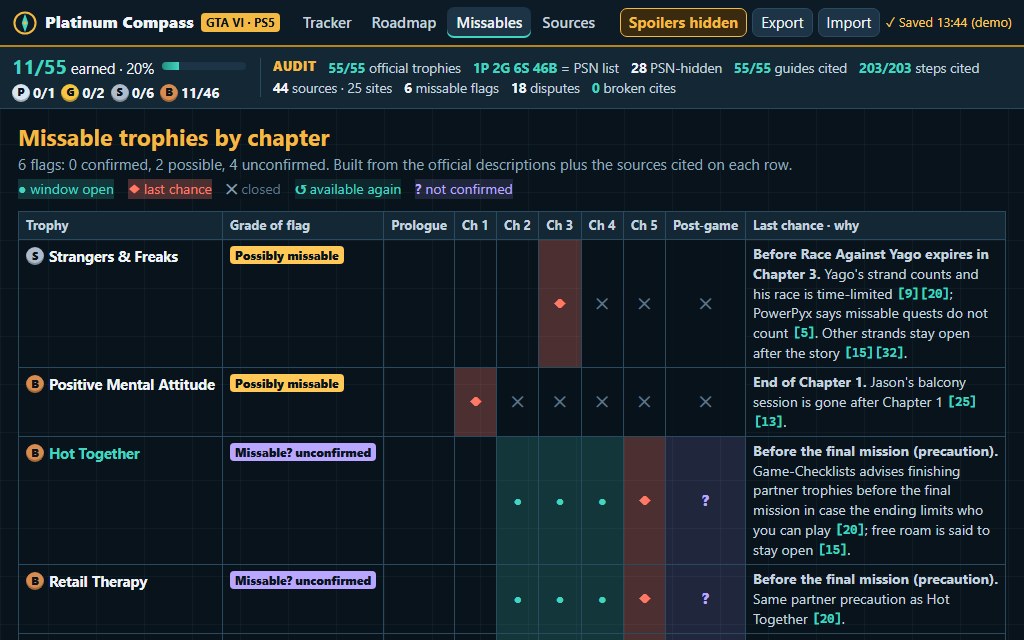 Platinum Compass GTA VI · PS5 Tracker Roadmap Missables Sources Spoilers hidden Export Import ✓ Saved 13:44 (demo)
11/55 earned · 20%
P 0/1 G 0/2 S 0/6 B 11/46
AUDIT 55/55 official trophies 1P 2G 6S 46B = PSN list 28 PSN-hidden 55/55 guides cited 203/203 steps cited
44 sources · 25 sites 6 missable flags 18 disputes 0 broken cites
Missable trophies by chapter
6 flags: 0 confirmed, 2 possible, 4 unconfirmed. Built from the official descriptions plus the sources cited on each row.
● window open ◆ last chance ✕ closed ↺ available again ? not confirmed
Trophy Grade of flag Prologue Ch 1 Ch 2 Ch 3 Ch 4 Ch 5 Post-game Last chance · why
S Strangers & Freaks Possibly missable ◆ ✕ ✕ ✕
Before Race Against Yago expires in
Chapter 3. Yago's strand counts and
his race is time-limited [9][20];
PowerPyx says missable quests do not
count [5]. Other strands stay open
after the story [15][32].
B Positive Mental Attitude Possibly missable ◆ ✕ ✕ ✕ ✕ ✕
End of Chapter 1. Jason's balcony
session is gone after Chapter 1 [25]
[13].
B Hot Together Missable? unconfirmed ● ● ● ◆ ?
Before the final mission (precaution).
Game-Checklists advises finishing
partner trophies before the final
mission in case the ending limits who
you can play [20]; free roam is said to
stay open [15].
B Retail Therapy Missable? unconfirmed ● ● ● ◆ ?
Before the final mission (precaution).
Same partner precaution as Hot
Together [20].